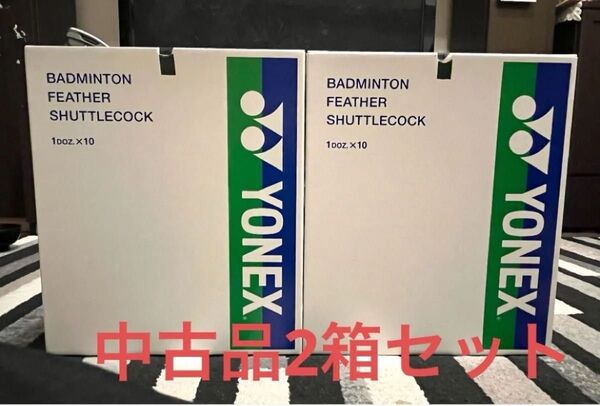 BADMINTON
FEATHER
SHUTTLECOCK
1DOZ.×10
YONEX
BADMINTON
FEATHER
SHUTTLECOCK
1DOZ.×10
YONEX
中古品2箱セット